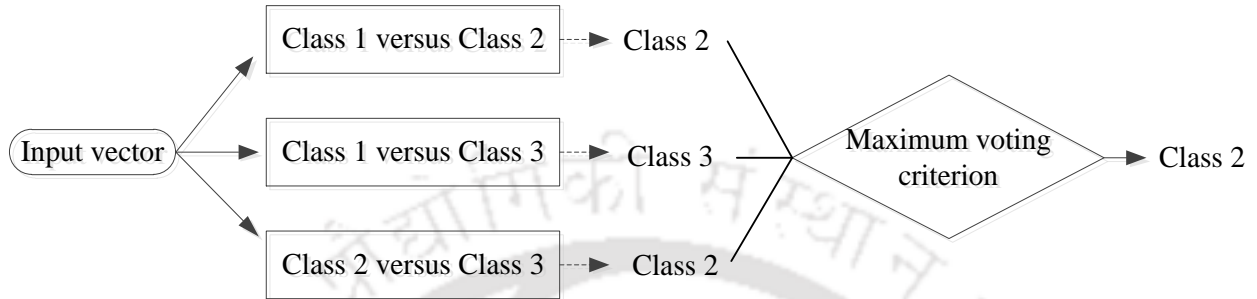 Class 1 versus Class 2
Class 2
Input vector
Class 1 versus Class 3
Class 3
Maximum voting
criterion
Class 2
Class 2 versus Class 3
Class 2